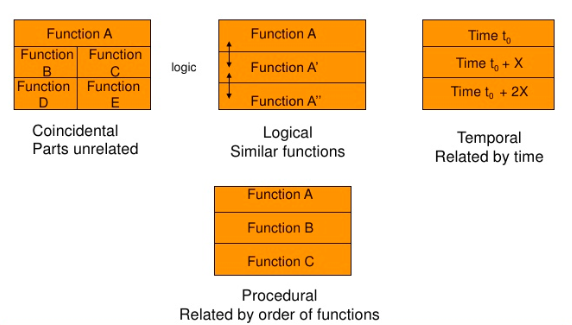 Function A
Function
B
Function
C
Function
D
Function
E
Coincidental
Parts unrelated
logic
Function A
Function A'
Function A''
Logical
Similar functions
Time t0
Time t0 + X
Time t0 + 2X
Temporal
Related by time
Function A
Function B
Function C
Procedural
Related by order of functions